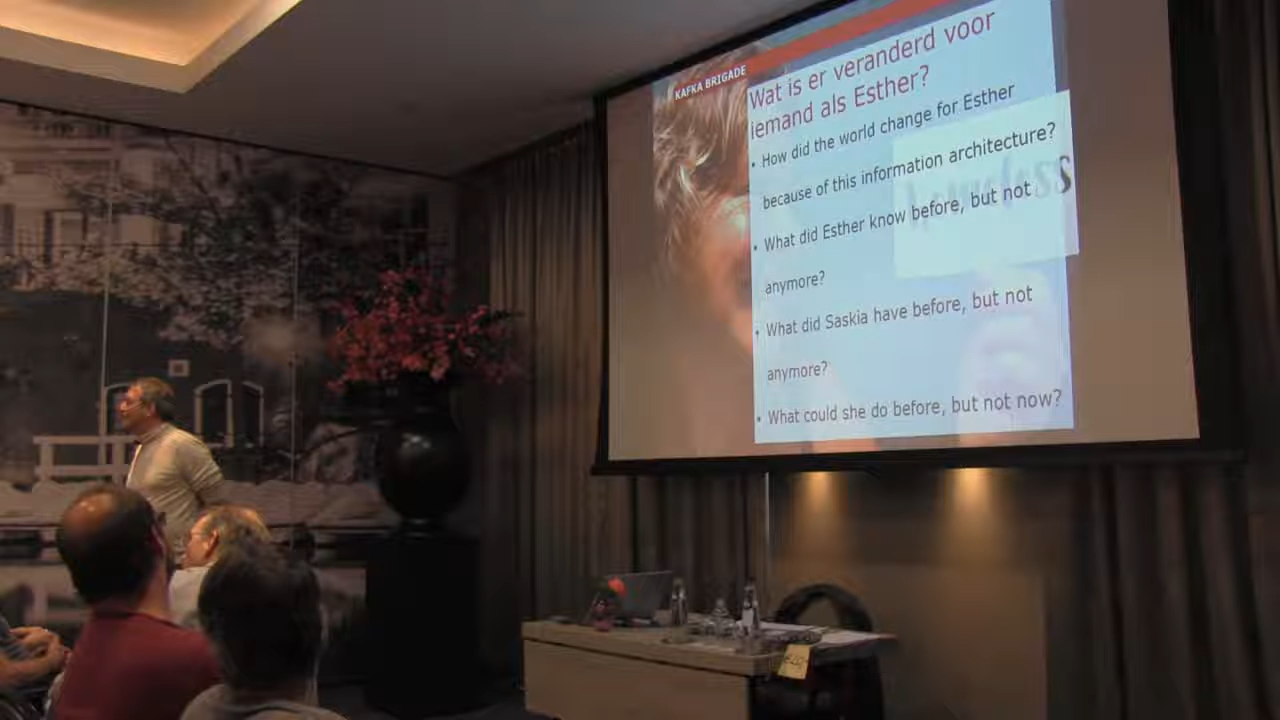 KAFKA BRIGADE
Wat is er veranderd voor
iemand als Esther?
• How did the world change for Esther
because of this information architecture?
• What did Esther know before, but not
anymore?
• What did Saskia have before, but not
anymore?
• What could she do before, but not now?
Homeless